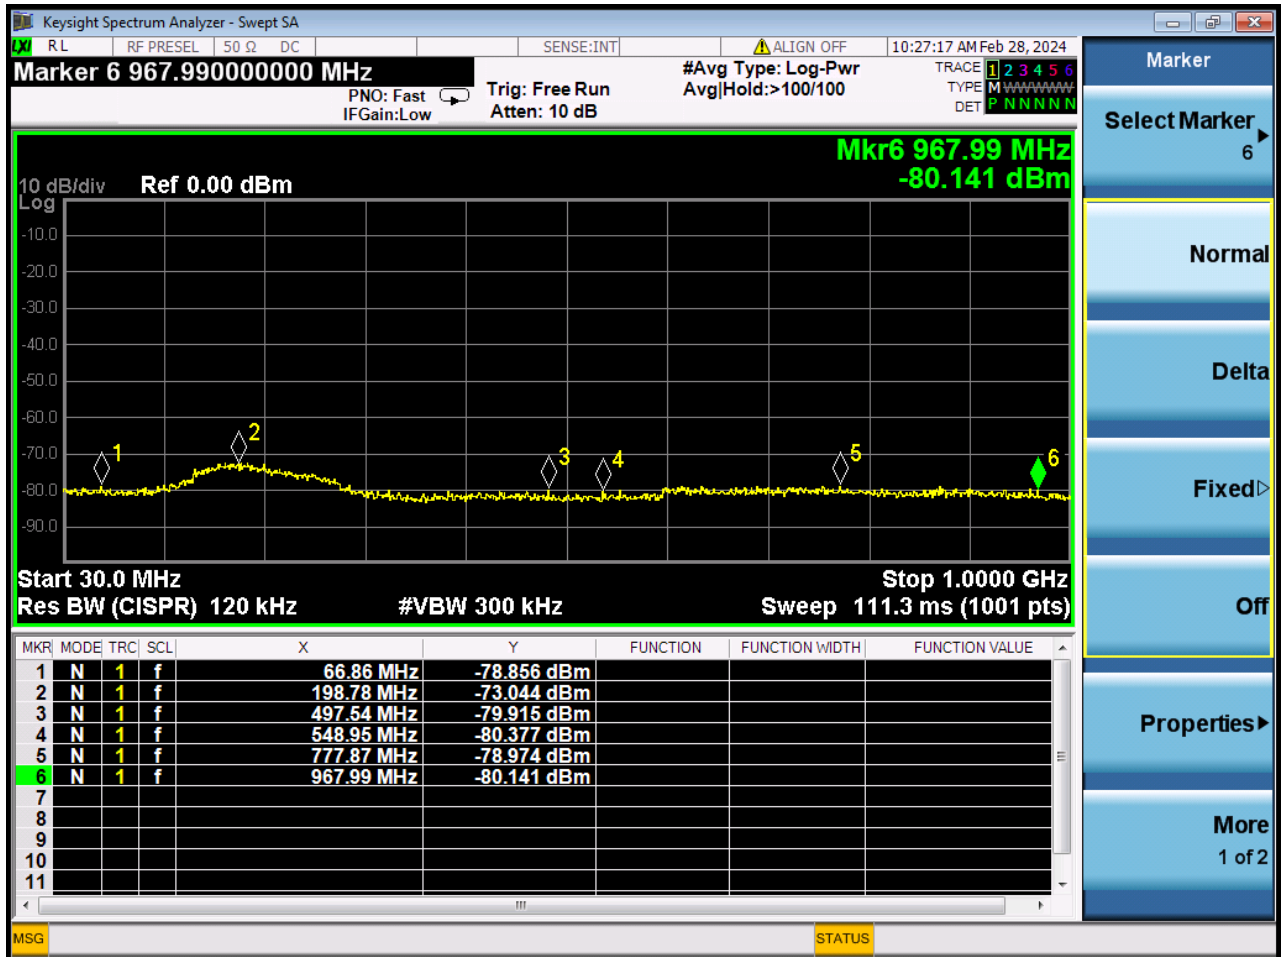 Keysight Spectrum Analyzer - Swept SA
LXI RL RF PRESEL 50 Ω DC SENSE:INT ALIGN OFF 10:27:17 AM Feb 28, 2024
Marker 6 967.990000000 MHz
PNO: Fast
IFGain:Low
Trig: Free Run
Atten: 10 dB
#Avg Type: Log-Pwr
Avg|Hold:>100/100
TRACE 1 2 3 4 5 6
TYPE M WWWWW
DET P N N N N N
Mkr6 967.99 MHz
-80.141 dBm
10 dB/div Ref 0.00 dBm
Log
-10.0
-20.0
-30.0
-40.0
-50.0
-60.0
-70.0
-80.0
-90.0
1
2
3
4
5
6
Start 30.0 MHz Stop 1.0000 GHz
Res BW (CISPR) 120 kHz #VBW 300 kHz Sweep 111.3 ms (1001 pts)
MKR MODE TRC SCL X Y FUNCTION FUNCTION WIDTH FUNCTION VALUE
1 N 1 f 66.86 MHz -78.856 dBm
2 N 1 f 198.78 MHz -73.044 dBm
3 N 1 f 497.54 MHz -79.915 dBm
4 N 1 f 548.95 MHz -80.377 dBm
5 N 1 f 777.87 MHz -78.974 dBm
6 N 1 f 967.99 MHz -80.141 dBm
7
8
9
10
11
MSG STATUS
Marker
Select Marker
6
Normal
Delta
Fixed
Off
Properties
More
1 of 2